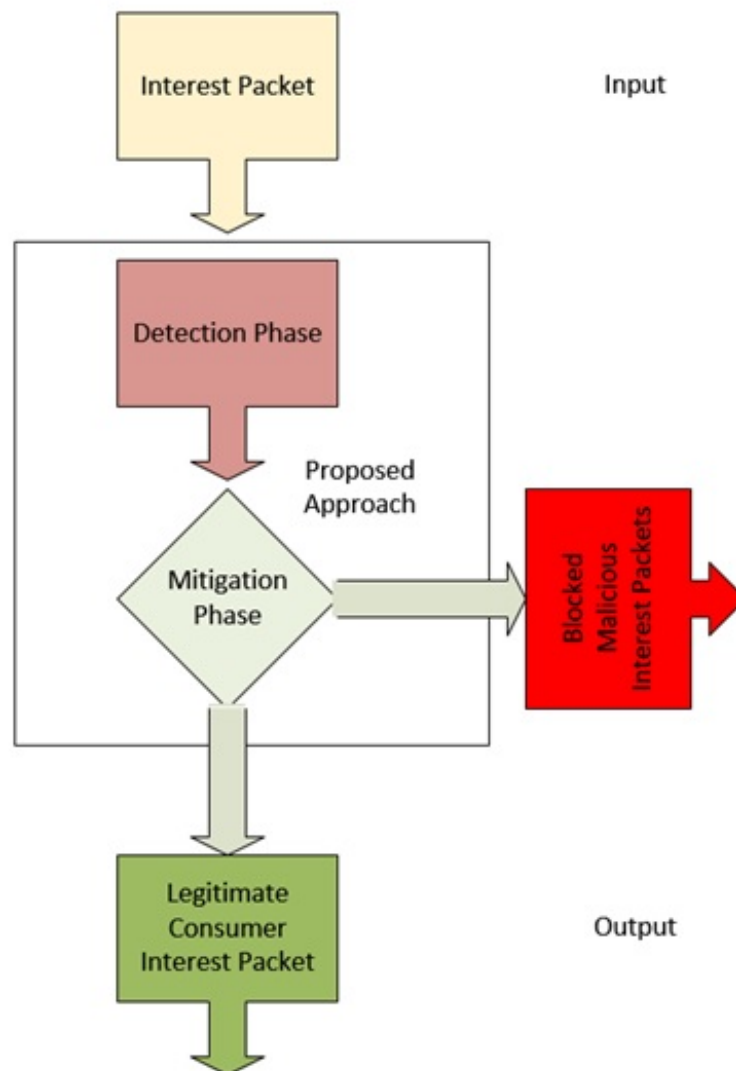 Interest Packet
Input
Detection Phase
Proposed
Approach
Mitigation
Phase
Blocked
Malicious
Interest Packets
Legitimate
Consumer
Interest Packet
Output